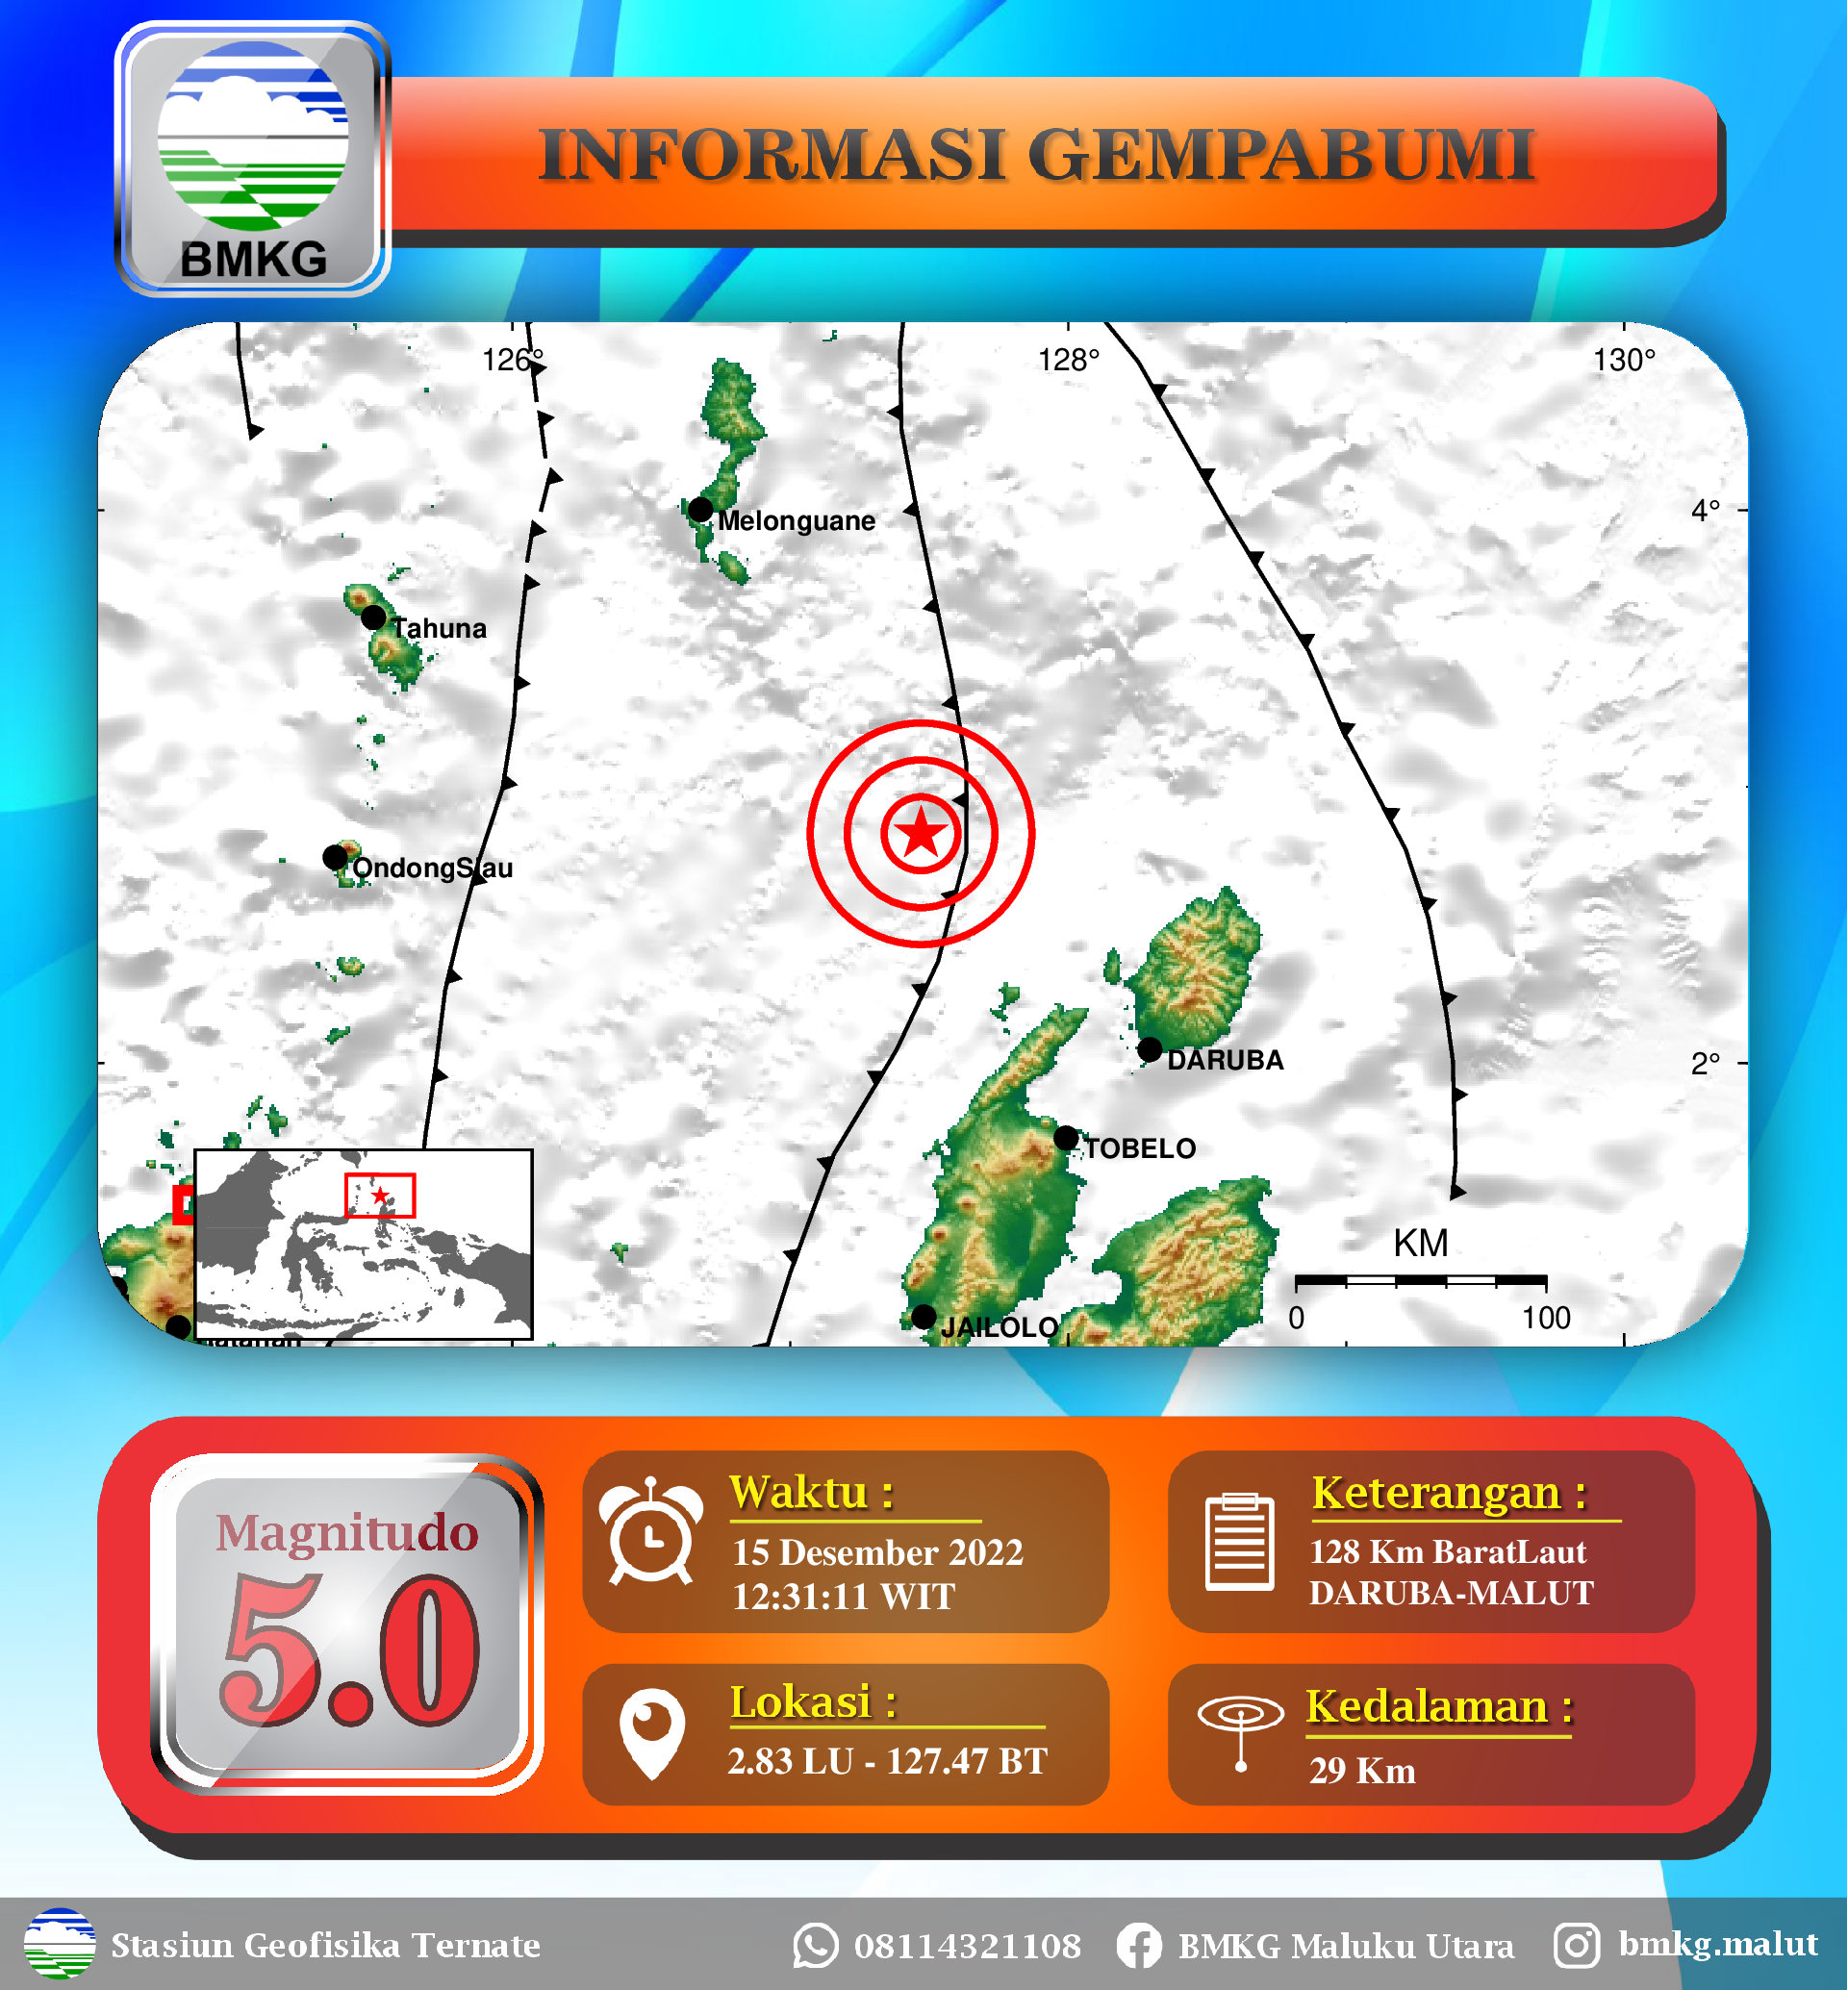 BMKG
INFORMASI GEMPABUMI
126°
128°
130°
4°
Melonguane
Tahuna
OndongSiau
2°
DARUBA
TOBELO
KM
0
100
JAILOLO
Magnitudo
5.0
Waktu :
15 Desember 2022
12:31:11 WIT
Keterangan :
128 Km BaratLaut
DARUBA-MALUT
Lokasi :
2.83 LU - 127.47 BT
Kedalaman :
29 Km
Stasiun Geofisika Ternate
08114321108
BMKG Maluku Utara
bmkg.malut